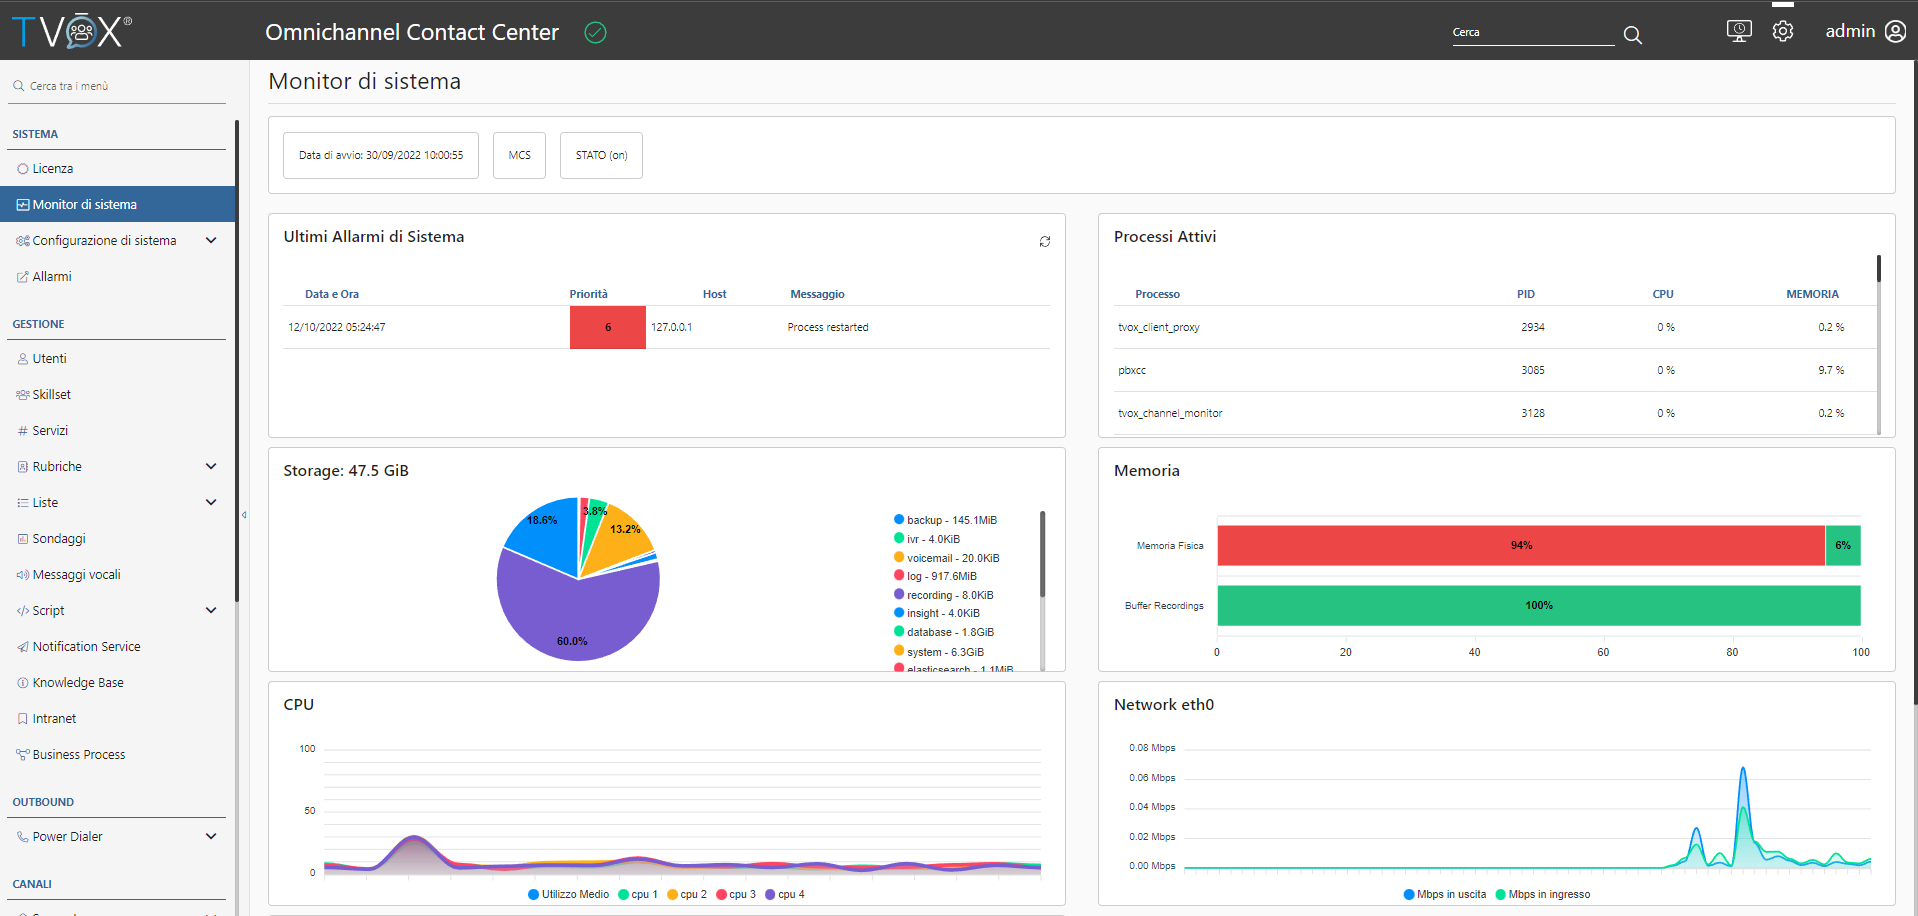 TVOX®
Omnichannel Contact Center
Cerca
admin
Cerca tra i menù
SISTEMA
Licenza
Monitor di sistema
Configurazione di sistema
Allarmi
GESTIONE
Utenti
Skillset
Servizi
Rubriche
Liste
Sondaggi
Messaggi vocali
Script
Notification Service
Knowledge Base
Intranet
Business Process
OUTBOUND
Power Dialer
CANALI
Monitor di sistema
Data di avvio: 30/09/2022 10:00:55
MCS
STATO (on)
Ultimi Allarmi di Sistema
Data e Ora Priorità Host Messaggio
12/10/2022 05:24:47 6 127.0.0.1 Process restarted
Processi Attivi
Processo PID CPU MEMORIA
tvox_client_proxy 2934 0 % 0.2 %
pbxcc 3085 0 % 9.7 %
tvox_channel_monitor 3128 0 % 0.2 %
Storage: 47.5 GiB
18.6%
3.8%
13.2%
60.0%
backup - 145.1MiB
ivr - 4.0KiB
voicemail - 20.0KiB
log - 917.6MiB
recording - 8.0KiB
insight - 4.0KiB
database - 1.8GiB
system - 6.3GiB
elasticsearch - 1.1MiB
Memoria
Memoria Fisica 94% 6%
Buffer Recordings 100%
0 20 40 60 80 100
CPU
100
50
0
Utilizzo Medio cpu 1 cpu 2 cpu 3 cpu 4
Network eth0
0.08 Mbps
0.06 Mbps
0.04 Mbps
0.02 Mbps
0.00 Mbps
Mbps in uscita Mbps in ingresso